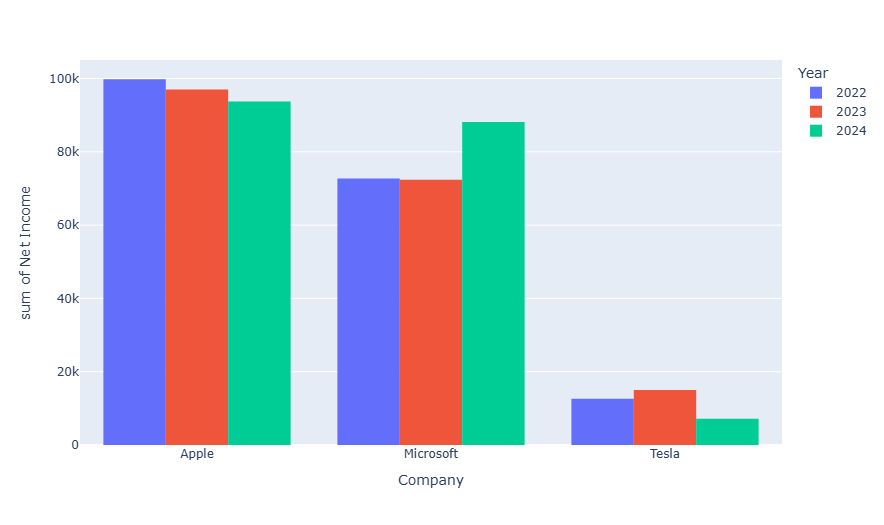 100k
80k
60k
40k
20k
0
sum of Net Income
Apple
Microsoft
Tesla
Company
Year
2022
2023
2024